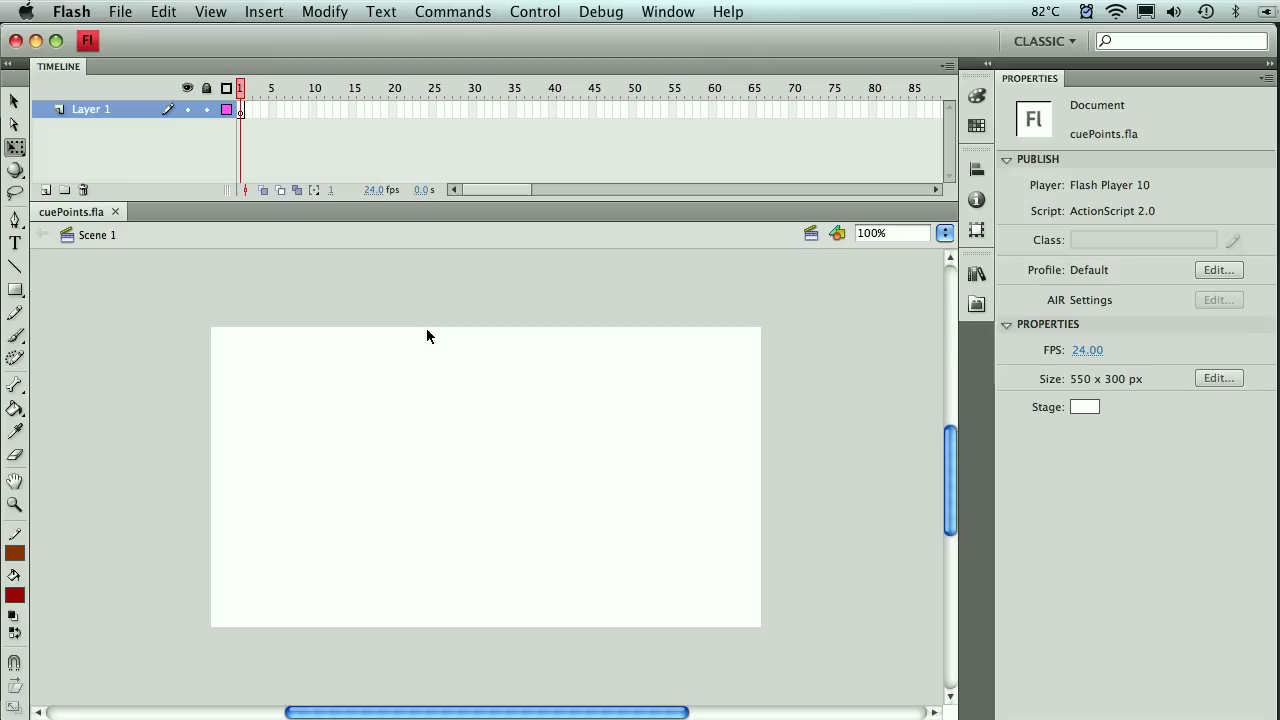 Flash File Edit View Insert Modify Text Commands Control Debug Window Help 82°C
Fl CLASSIC
TIMELINE
1 5 10 15 20 25 30 35 40 45 50 55 60 65 70 75 80 85
Layer 1
1 24.0 fps 0.0 s
cuePoints.fla
Scene 1 100%
PROPERTIES
Fl
Document
cuePoints.fla
PUBLISH
Player: Flash Player 10
Script: ActionScript 2.0
Class:
Profile: Default Edit...
AIR Settings Edit...
PROPERTIES
FPS: 24.00
Size: 550 x 300 px Edit...
Stage:
T